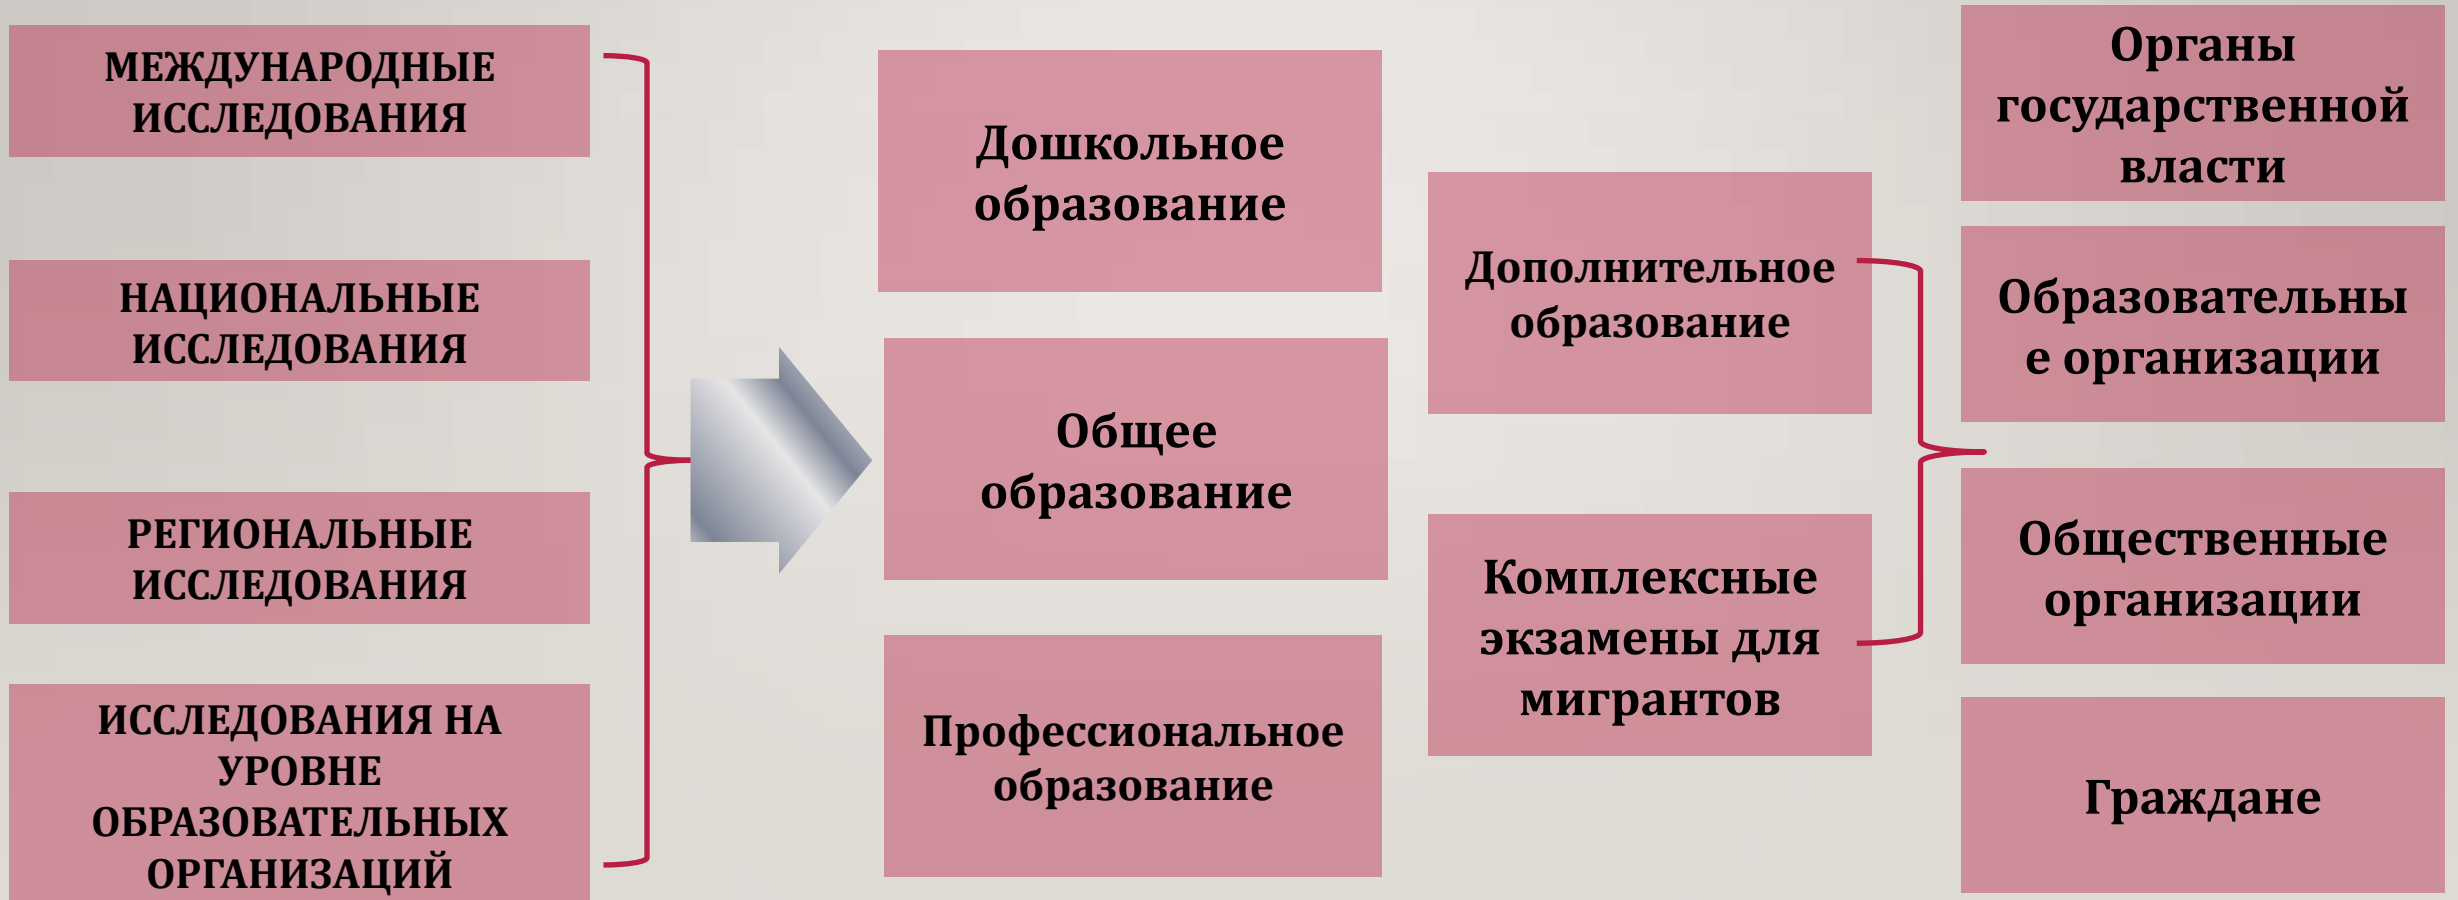 МЕЖДУНАРОДНЫЕ
ИССЛЕДОВАНИЯ
НАЦИОНАЛЬНЫЕ
ИССЛЕДОВАНИЯ
РЕГИОНАЛЬНЫЕ
ИССЛЕДОВАНИЯ
ИССЛЕДОВАНИЯ НА
УРОВНЕ
ОБРАЗОВАТЕЛЬНЫХ
ОРГАНИЗАЦИЙ
Дошкольное
образование
Общее
образование
Профессиональное
образование
Дополнительное
образование
Комплексные
экзамены для
мигрантов
Органы
государственной
власти
Образовательны
е организации
Общественные
организации
Граждане